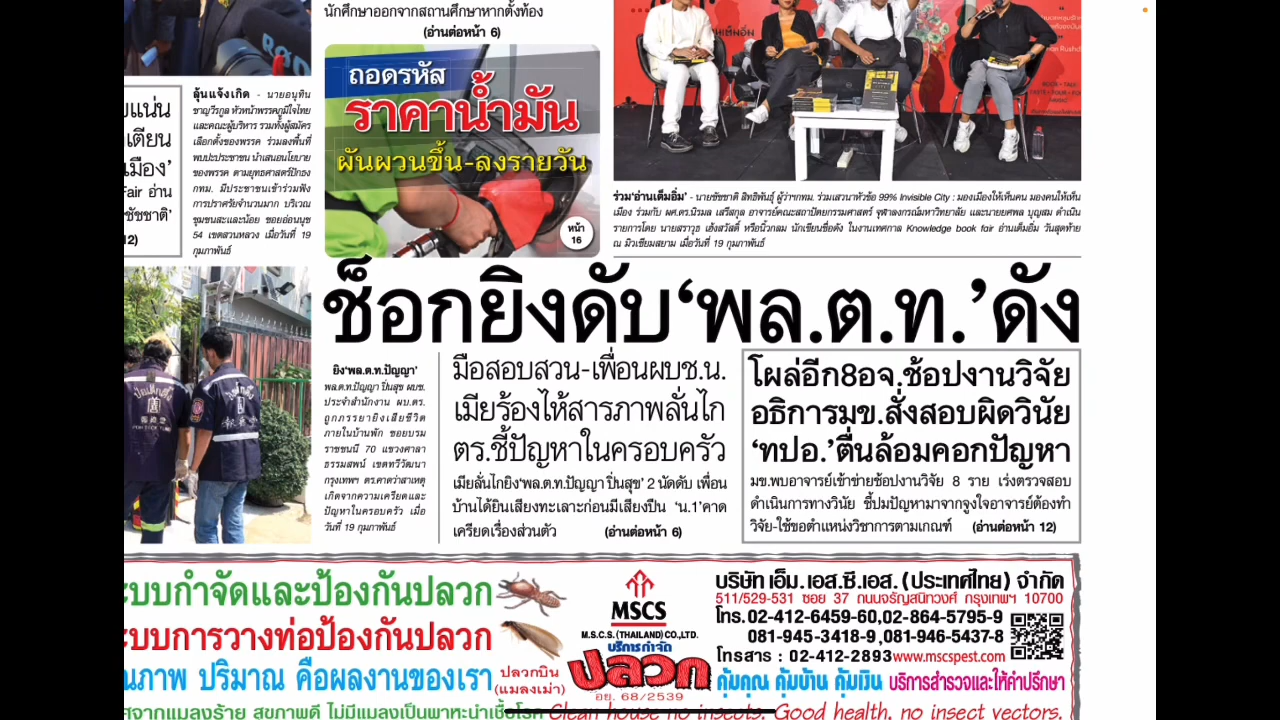 นักศึกษาออกจากสถานศึกษาหากตั้งท้อง
(อ่านต่อหน้า 6)
ถอดรหัส
ราคาน้ำมัน
ผันผวนขึ้น-ลงรายวัน
หน้า
16
แน่น
เดียน
เมือง’
Fair อ่าน
ชัชชาติ’
12)
ลุ้นแจ้งเกิด - นายอนุทิน
ชาญวีรกูล หัวหน้าพรรคภูมิใจไทย
และคณะผู้บริหาร รวมทั้งผู้สมัคร
เลือกตั้งของพรรค ร่วมลงพื้นที่
พบปะประชาชน นำเสนอนโยบาย
ของพรรค ตามยุทธศาสตร์ปักธง
กทม. มีประชาชนเข้าร่วมฟัง
การปราศรัยจำนวนมาก บริเวณ
ชุมชนสะและน้อย ซอยอ่อนนุช
54 เขตสวนหลวง เมื่อวันที่ 19
กุมภาพันธ์
ร่วม‘อ่านเต็มอิ่ม’ - นายชัชชาติ สิทธิพันธุ์ ผู้ว่าฯกทม. ร่วมเสวนาหัวข้อ 99% Invisible City : มองเมืองให้เห็นคน มองคนให้เห็น
เมือง ร่วมกับ ผศ.ดร.นิรมล เสรีสกุล อาจารย์คณะสถาปัตยกรรมศาสตร์ จุฬาลงกรณ์มหาวิทยาลัย และนายยศพล บุญสม ดำเนิน
รายการโดย นายสราวุธ เฮ้งสวัสดิ์ หรือนิ้วกลม นักเขียนชื่อดัง ในงานเทศกาล Knowledge book fair อ่านเต็มอิ่ม วันสุดท้าย
ณ มิวเซียมสยาม เมื่อวันที่ 19 กุมภาพันธ์
ช็อกยิงดับ‘พล.ต.ท.’ดัง
ยิง‘พล.ต.ท.ปัญญา’
พล.ต.ท.ปัญญา ปิ่นสุข ผบช.
ประจำสำนักงาน ผบ.ตร.
ถูกภรรยายิงเสียชีวิต
ภายในบ้านพัก ซอยบรม
ราชชนนี 70 แขวงศาลา
ธรรมสพน์ เขตทวีวัฒนา
กรุงเทพฯ ตร.คาดว่าสาเหตุ
เกิดจากความเครียดและ
ปัญหาในครอบครัว เมื่อ
วันที่ 19 กุมภาพันธ์
มือสอบสวน-เพื่อนผบช.น.
เมียร้องไห้สารภาพลั่นไก
ตร.ชี้ปัญหาในครอบครัว
เมียลั่นไกยิง‘พล.ต.ท.ปัญญา ปิ่นสุข’ 2 นัดดับ เพื่อน
บ้านได้ยินเสียงทะเลาะก่อนมีเสียงปืน ‘น.1’คาด
เครียดเรื่องส่วนตัว (อ่านต่อหน้า 6)
โผล่อีก8อจ.ช้อปงานวิจัย
อธิการมข.สั่งสอบผิดวินัย
‘ทปอ.’ตื่นล้อมคอกปัญหา
มข.พบอาจารย์เข้าข่ายช้อปงานวิจัย 8 ราย เร่งตรวจสอบ
ดำเนินการทางวินัย ชี้ปมปัญหามาจากจูงใจอาจารย์ต้องทำ
วิจัย-ใช้ขอตำแหน่งวิชาการตามเกณฑ์ (อ่านต่อหน้า 12)
ระบบกำจัดและป้องกันปลวก
ระบบการวางท่อป้องกันปลวก
คุณภาพ ปริมาณ คือผลงานของเรา
ปลวกบิน
(แมลงเม่า)
MSCS
M.S.C.S. (THAILAND) CO.,LTD.
บริการกำจัด
ปลวก
อย. 68/2539
บริษัท เอ็ม. เอส.ซี.เอส. (ประเทศไทย) จำกัด
511/529-531 ซอย 37 ถนนจรัญสนิทวงศ์ กรุงเทพฯ 10700
โทร. 02-412-6459-60,02-864-5795-9
081-945-3418-9 ,081-946-5437-8
โทรสาร : 02-412-2893 www.mscspest.com
คุ้มคุณ คุ้มบ้าน คุ้มเงิน บริการสำรวจและให้คำปรึกษา
จากแมลงร้าย สุขภาพดี ไม่มีแมลงเป็นพาหะนำเชื้อโรค Clean house no insects. Good health, no insect vectors.